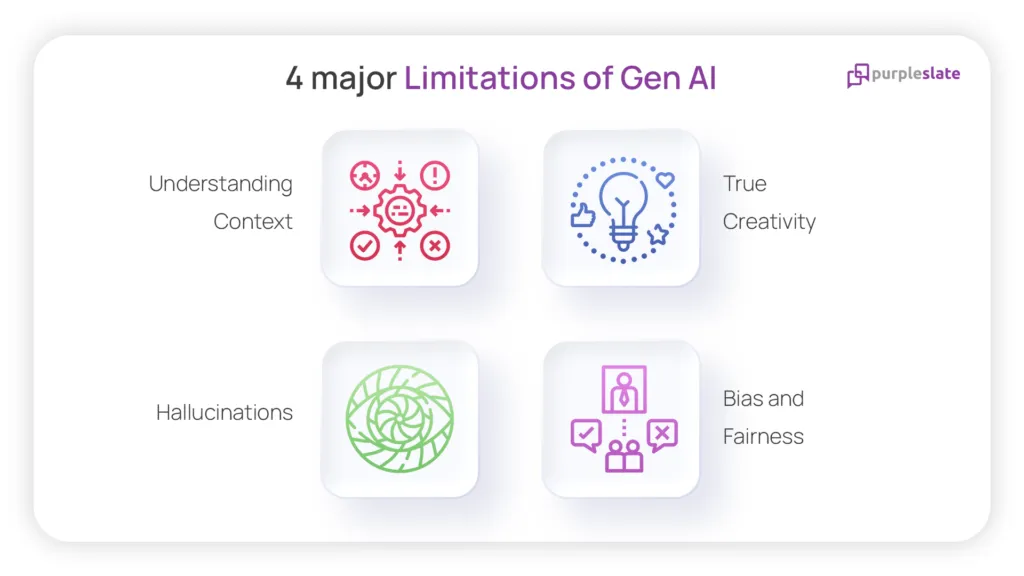 4 major Limitations of Gen AI
purpleslate
Understanding
Context
True
Creativity
Hallucinations
Bias and
Fairness